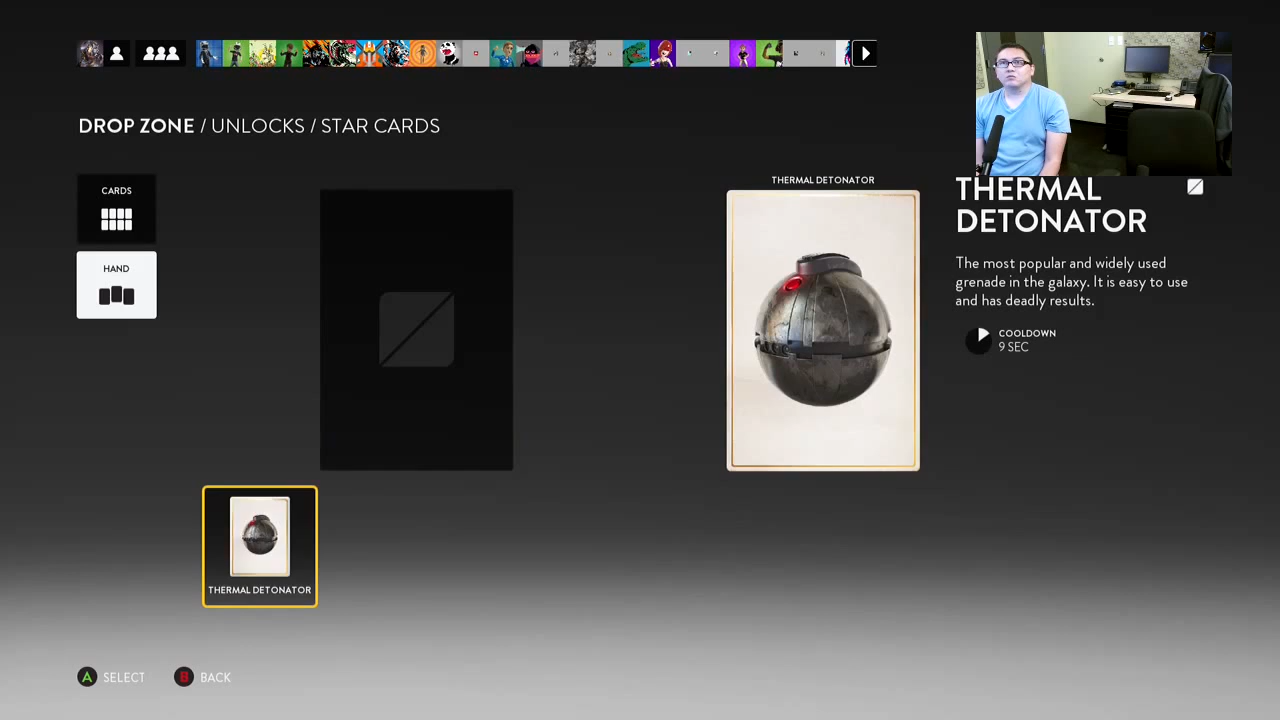 DROP ZONE / UNLOCKS / STAR CARDS
CARDS
HAND
THERMAL DETONATOR
THERMAL
DETONATOR
The most popular and widely used
grenade in the galaxy. It is easy to use
and has deadly results.
COOLDOWN
9 SEC
THERMAL DETONATOR
A SELECT
B BACK